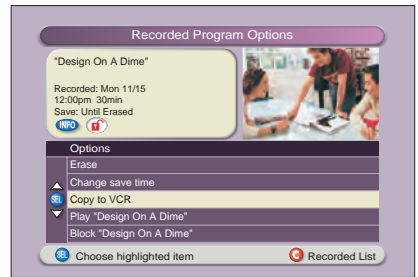 Recorded Program Options
"Design On A Dime"
Recorded: Mon 11/15
12:00pm 30min
Save: Until Erased
INFO
Options
Erase
Change save time
SEL Copy to VCR
Play "Design On A Dime"
Block "Design On A Dime"
SEL Choose highlighted item
C Recorded List